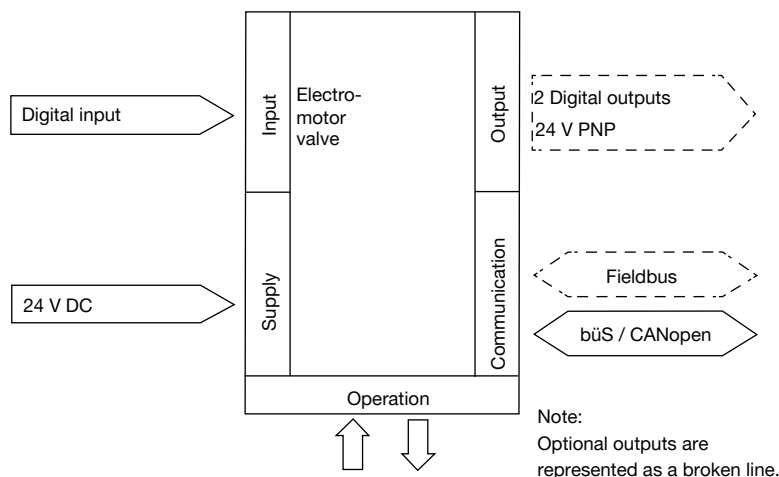 Digital input
Input
Electro-
motor
valve
Output
2 Digital outputs
24 V PNP
24 V DC
Supply
Communication
Fieldbus
büS / CANopen
Operation
Note:
Optional outputs are
represented as a broken line.